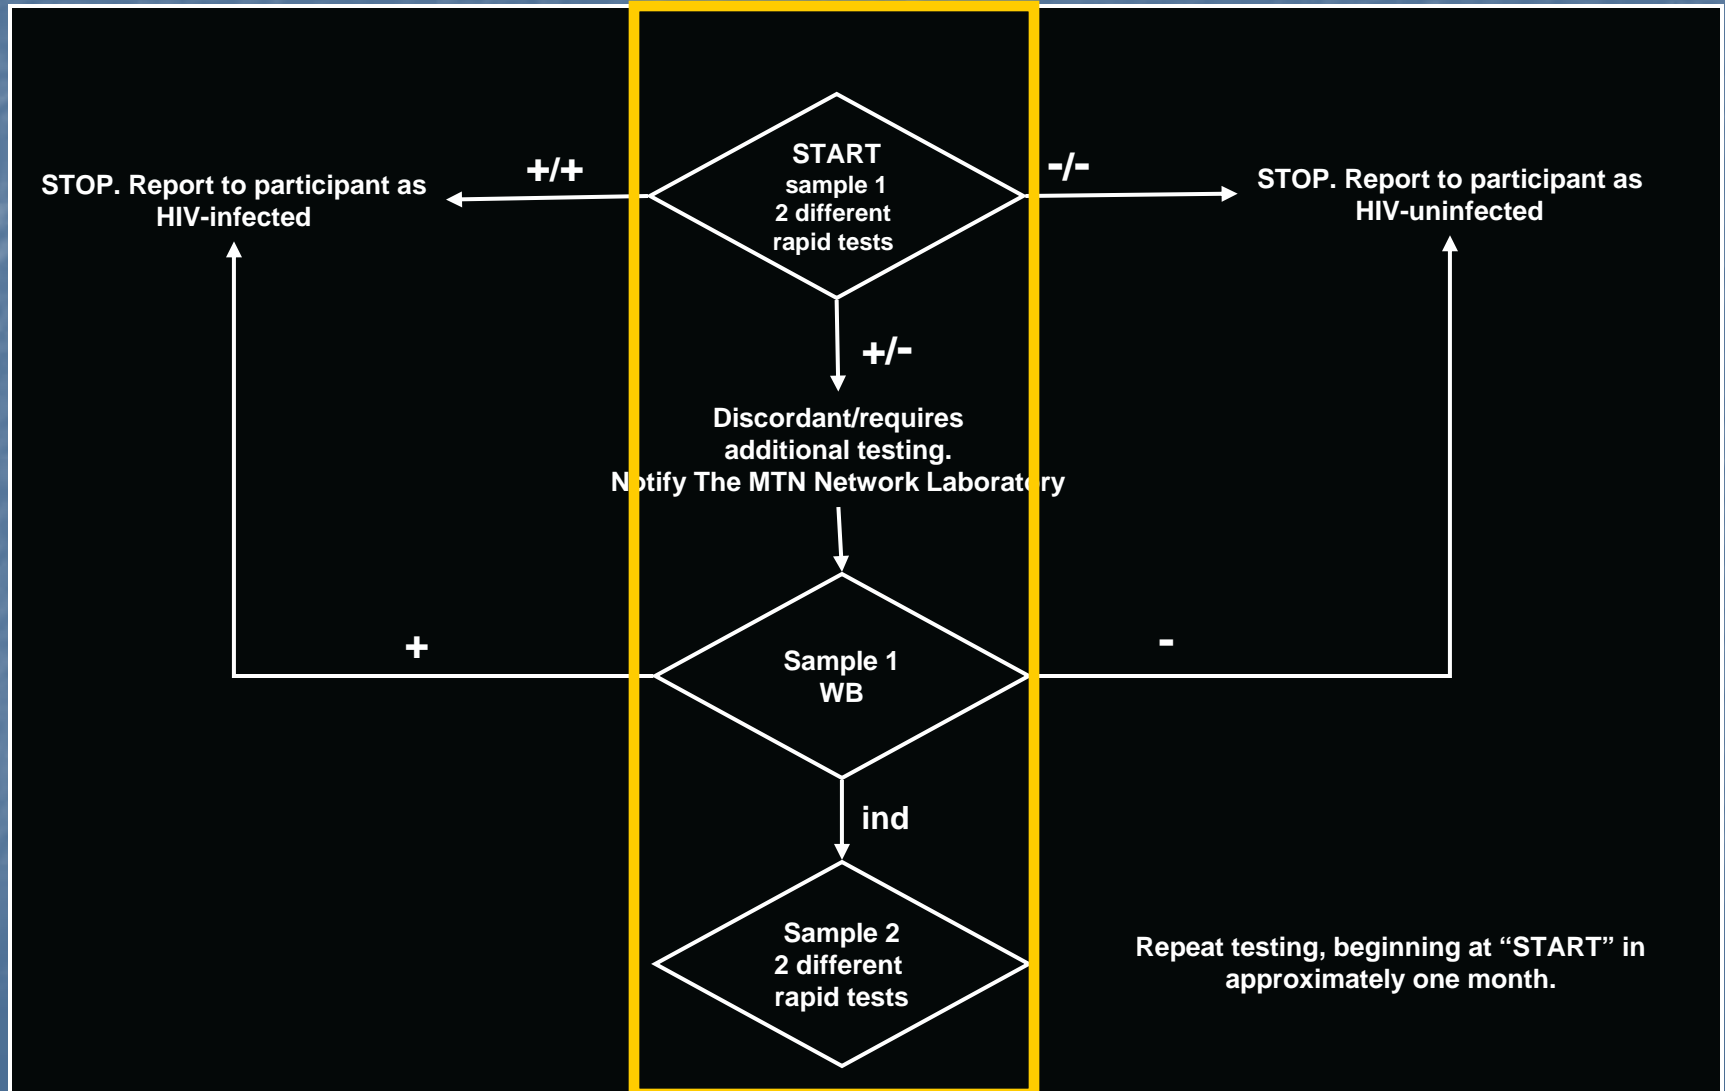 START
sample 1
2 different
rapid tests
+/+
-/-
STOP. Report to participant as
HIV-infected
STOP. Report to participant as
HIV-uninfected
+/-
Discordant/requires
additional testing.
Notify The MTN Network Laboratory
+
-
Sample 1
WB
ind
Sample 2
2 different
rapid tests
Repeat testing, beginning at “START” in
approximately one month.